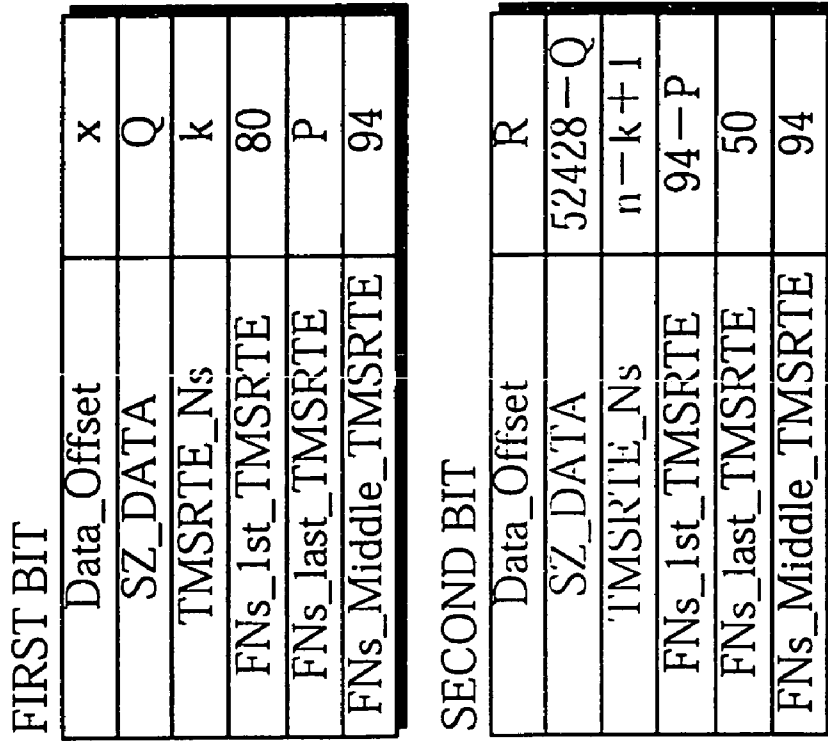 FIRST BIT
Data_Offset x
SZ_DATA Q
TMSRTE_Ns k
FNs_1st_TMSRTE 80
FNs_last_TMSRTE P
FNs_Middle_TMSRTE 94
SECOND BIT
Data_Offset R
SZ_DATA 52428-Q
TMSRTE_Ns n-k+1
FNs_1st_TMSRTE 94-P
FNs_last_TMSRTE 50
FNs_Middle_TMSRTE 94